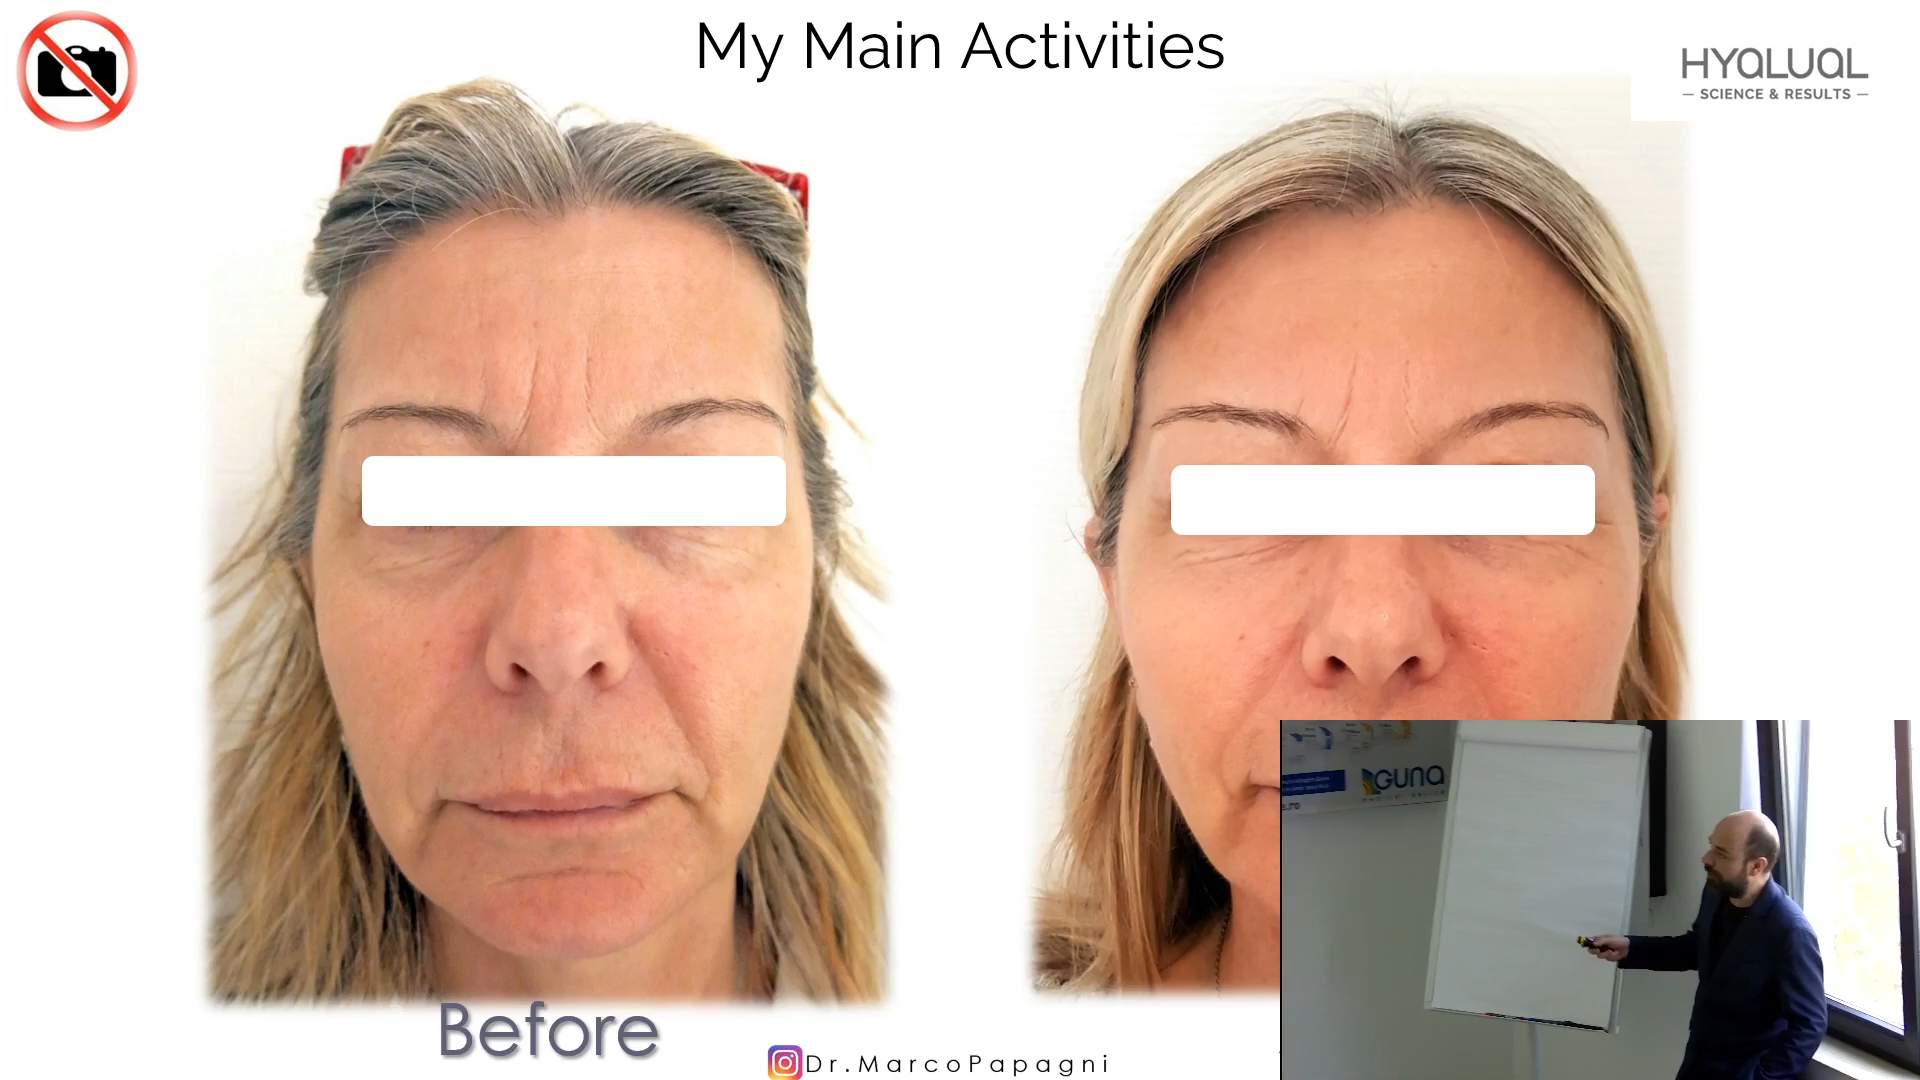 My Main Activities
HYALUAL
— SCIENCE & RESULTS —
GUNA
Before
Dr.MarcoPapagni